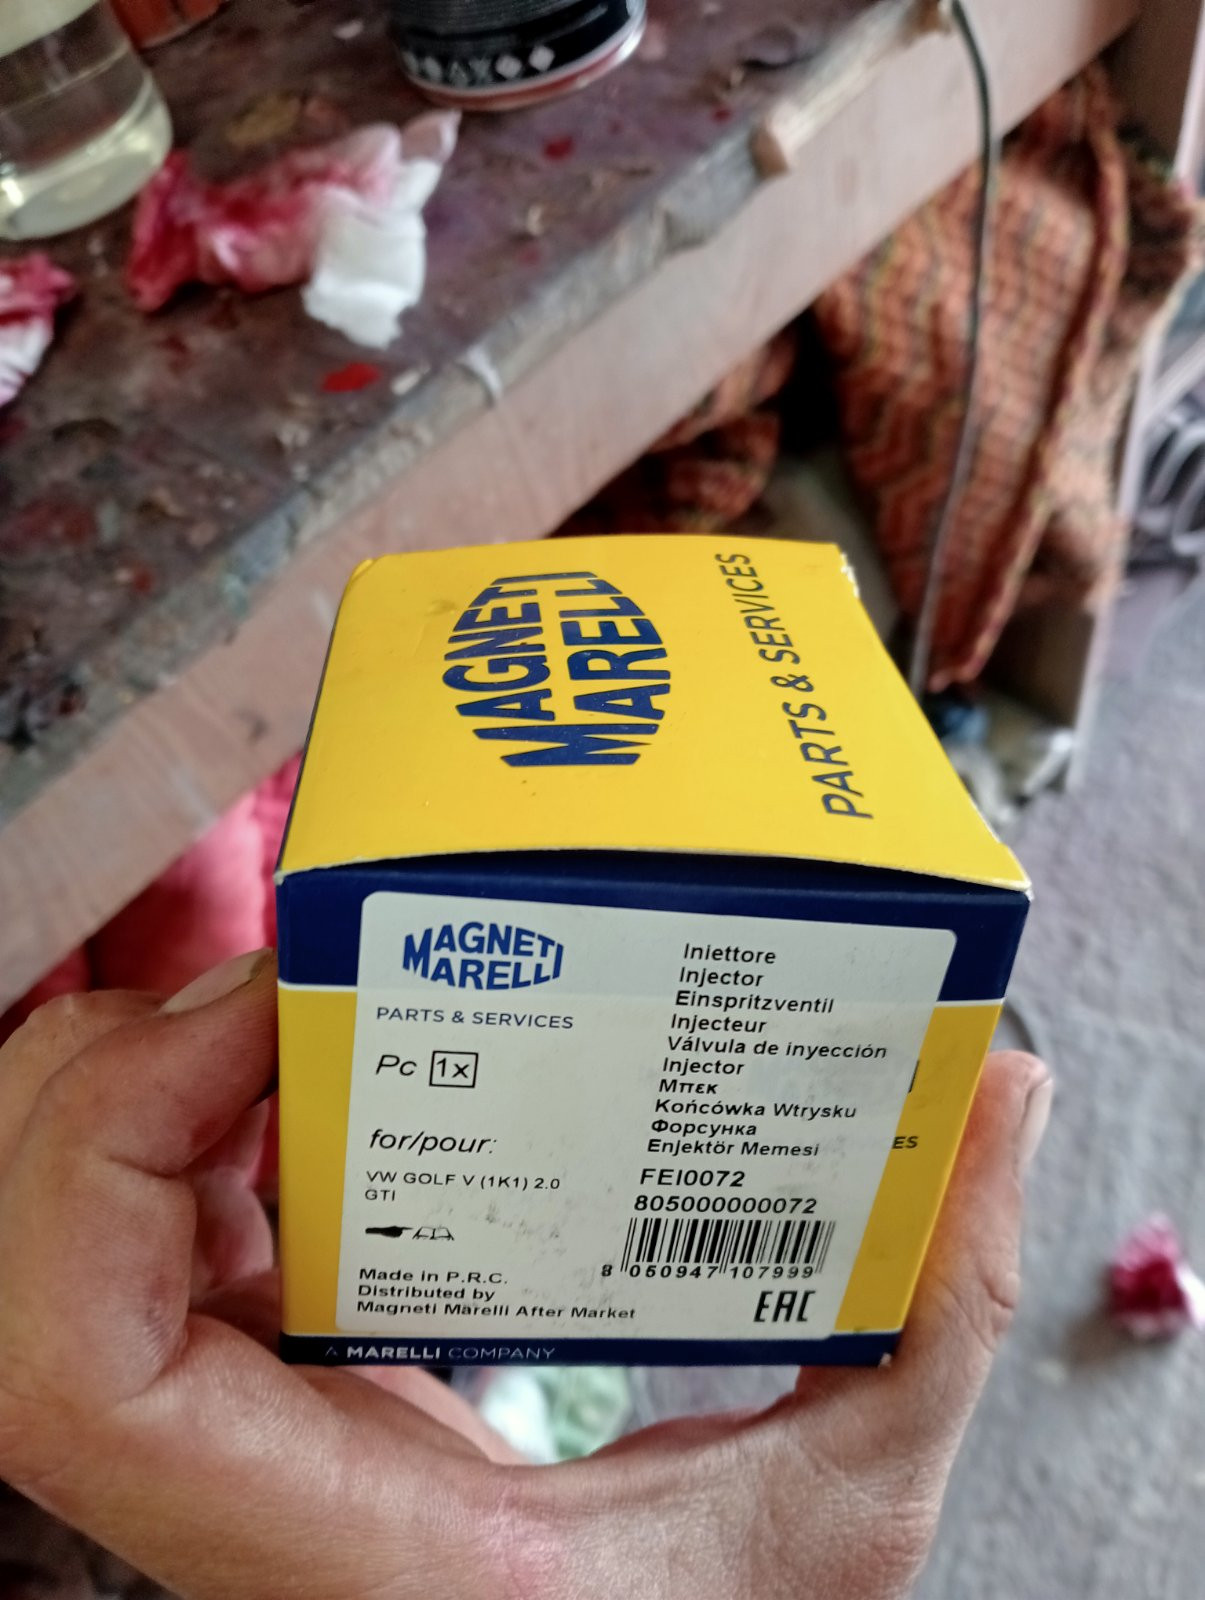 MAGNETI
MARELLI
PARTS & SERVICES
MAGNETI
MARELLI
PARTS & SERVICES
Pc 1x
for/pour:
VW GOLF V (1K1) 2.0
GTI
Made in P.R.C.
Distributed by
Magneti Marelli After Market
Iniettore
Injector
Einspritzventil
Injecteur
Válvula de inyección
Injector
Μπεκ
Końcówka Wtrysku
Форсунка
Enjektör Memesi
FEI0072
805000000072
8 050947 107999
EAC
ES
A MARELLI COMPANY